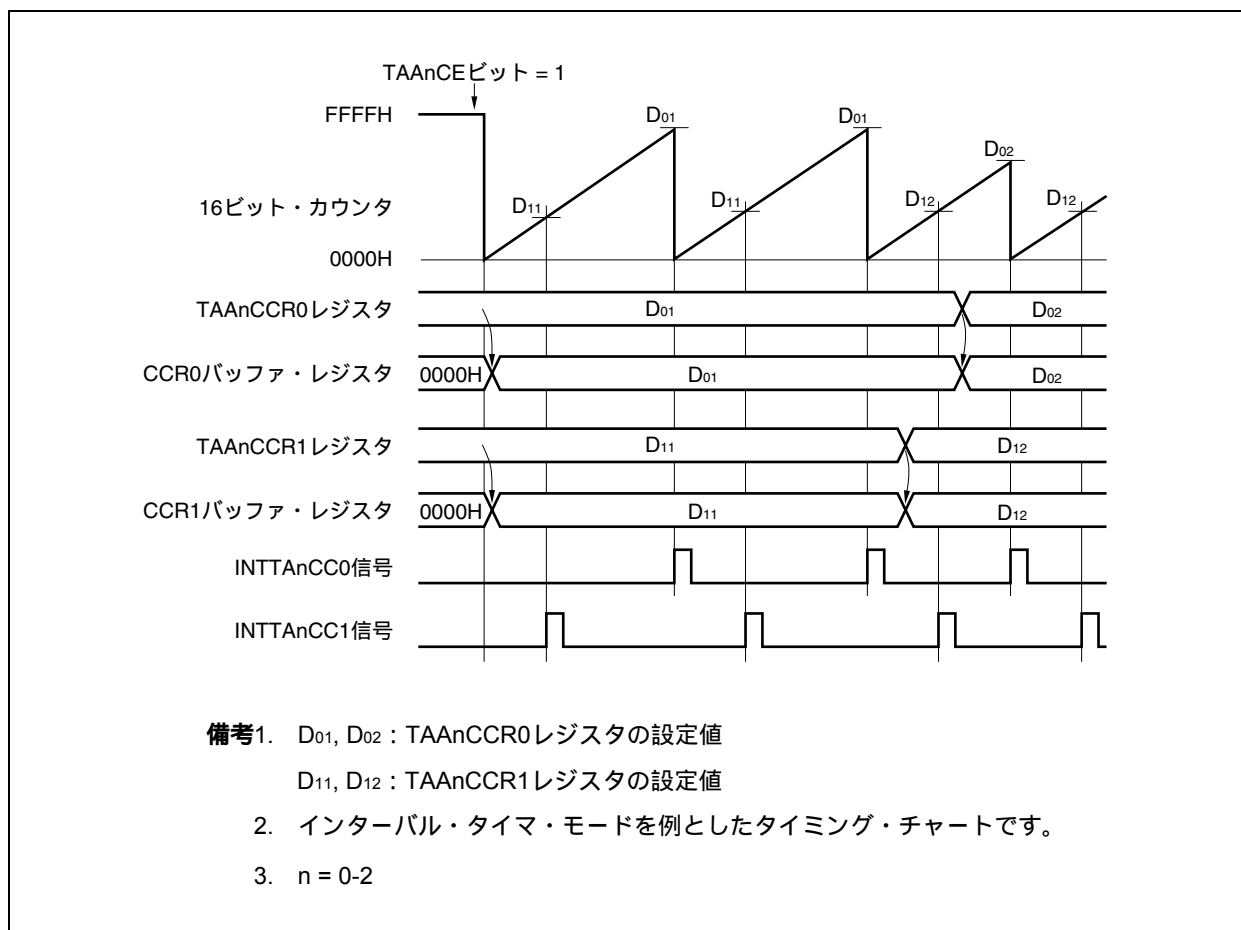 TAAnCEビット = 1
FFFFH
D01 D01
D02
16ビット・カウンタ D11 D11 D12 D12
0000H
TAAnCCR0レジスタ D01 D02
CCR0バッファ・レジスタ 0000H D01 D02
TAAnCCR1レジスタ D11 D12
CCR1バッファ・レジスタ 0000H D11 D12
INTTAnCC0信号
INTTAnCC1信号
備考1. D01, D02：TAAnCCR0レジスタの設定値
D11, D12：TAAnCCR1レジスタの設定値
2. インターバル・タイマ・モードを例としたタイミング・チャートです。
3. n = 0-2